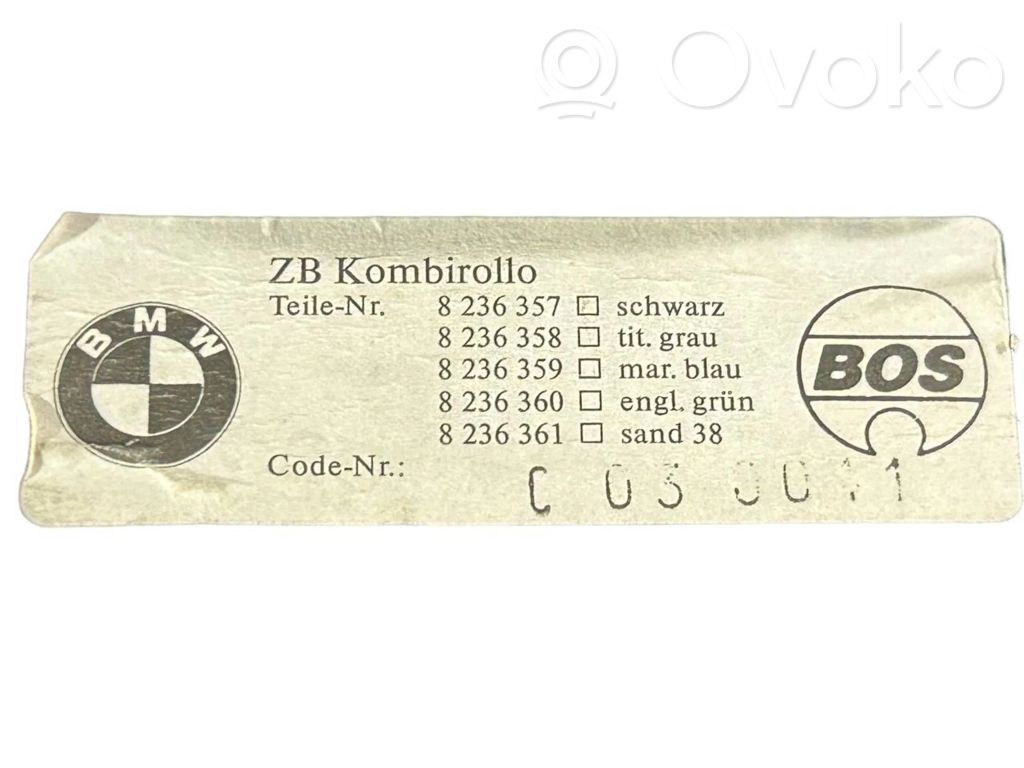 Ovoko
ZB Kombirollo
Teile-Nr. 8 236 357 □ schwarz
8 236 358 □ tit. grau
8 236 359 □ mar. blau
8 236 360 □ engl. grün
8 236 361 □ sand 38
Code-Nr.: C 03
BMW
BOS